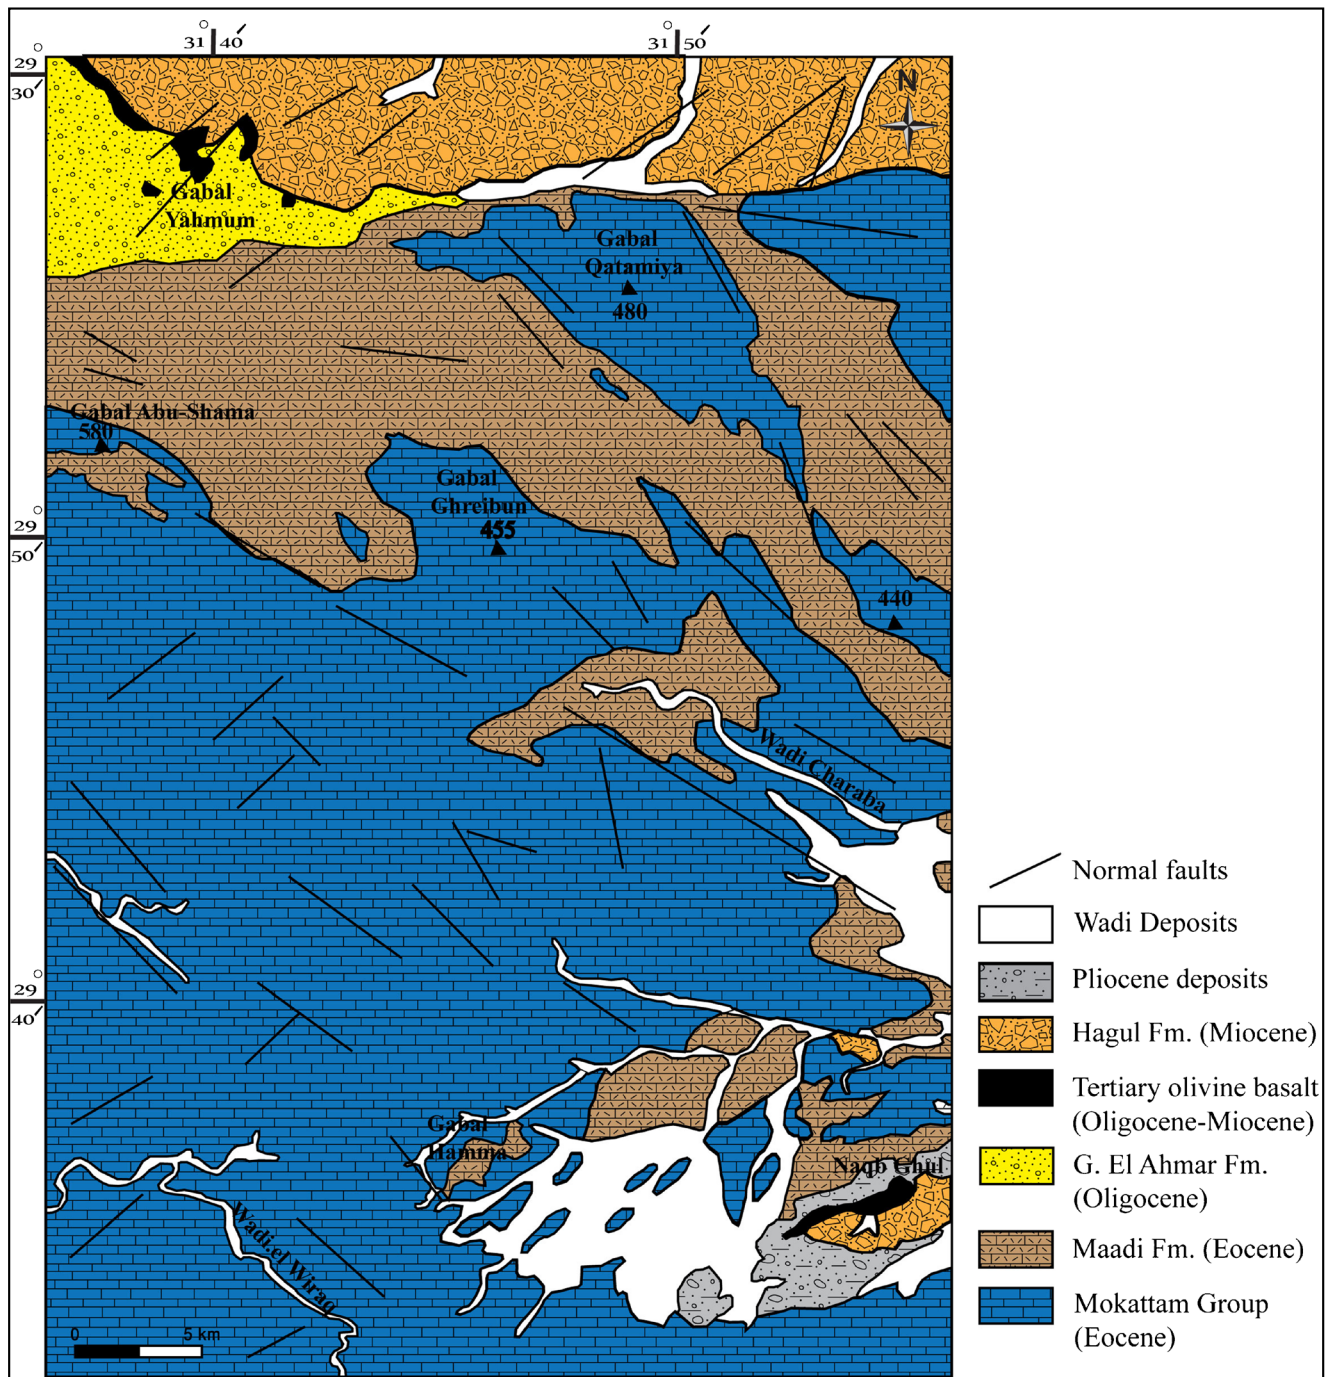 31° 40′
31° 50′
29°
30′
N
Gabal
Yahmum
Gabal
Qatamiya
480
Gabal Abu-Shama
580
Gabal
Ghreibun
455
29°
50′
440
Wadi Charaba
29°
40′
Gabal
Hamma
Naqb Ghul
Wadi.el Wiraq
0 5 km
Normal faults
Wadi Deposits
Pliocene deposits
Hagul Fm. (Miocene)
Tertiary olivine basalt
(Oligocene-Miocene)
G. El Ahmar Fm.
(Oligocene)
Maadi Fm. (Eocene)
Mokattam Group
(Eocene)